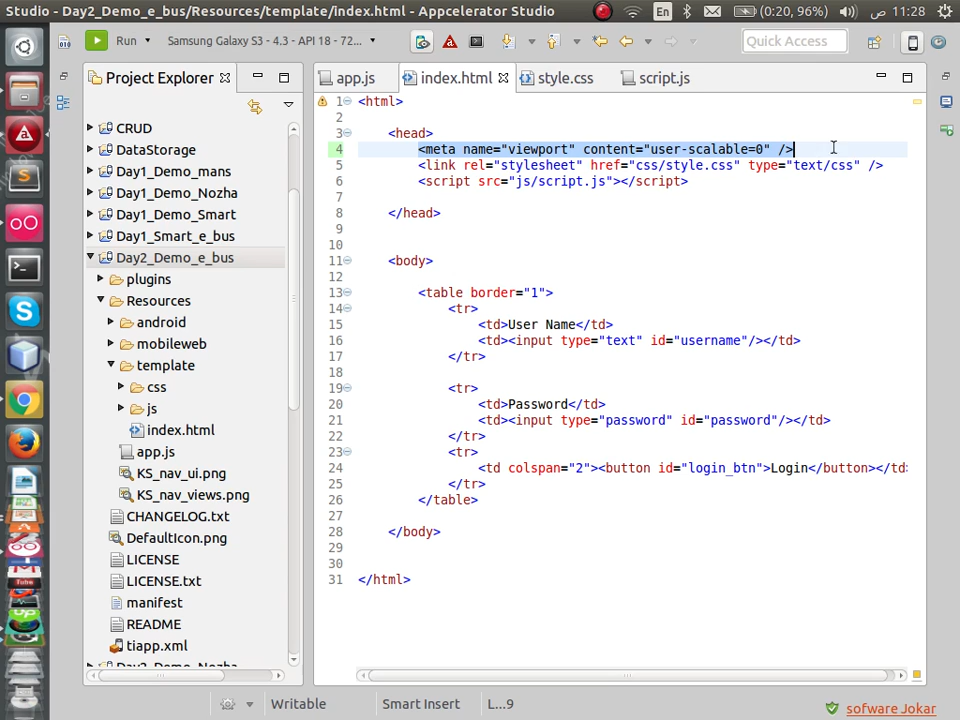 Studio - Day2_Demo_e_bus/Resources/template/index.html - Appcelerator Studio
En
(0:20, 96%)
11:28 ص
Run
Samsung Galaxy S3 - 4.3 - API 18 - 72...
Quick Access
Project Explorer
app.js
index.html
style.css
script.js
CRUD
DataStorage
Day1_Demo_mans
Day1_Demo_Nozha
Day1_Demo_Smart
Day1_Smart_e_bus
Day2_Demo_e_bus
plugins
Resources
android
mobileweb
template
css
js
index.html
app.js
KS_nav_ui.png
KS_nav_views.png
CHANGELOG.txt
DefaultIcon.png
LICENSE
LICENSE.txt
manifest
README
tiapp.xml
Day2_Demo_Nozha
1 <html>
2
3 <head>
4 <meta name="viewport" content="user-scalable=0" />
5 <link rel="stylesheet" href="css/style.css" type="text/css" />
6 <script src="js/script.js"></script>
7
8 </head>
9
10
11 <body>
12
13 <table border="1">
14 <tr>
15 <td>User Name</td>
16 <td><input type="text" id="username"/></td>
17 </tr>
18
19 <tr>
20 <td>Password</td>
21 <td><input type="password" id="password"/></td>
22 </tr>
23 <tr>
24 <td colspan="2"><button id="login_btn">Login</button></td>
25 </tr>
26 </table>
27
28 </body>
29
30
31 </html>
Writable
Smart Insert
L...9
sofware Jokar